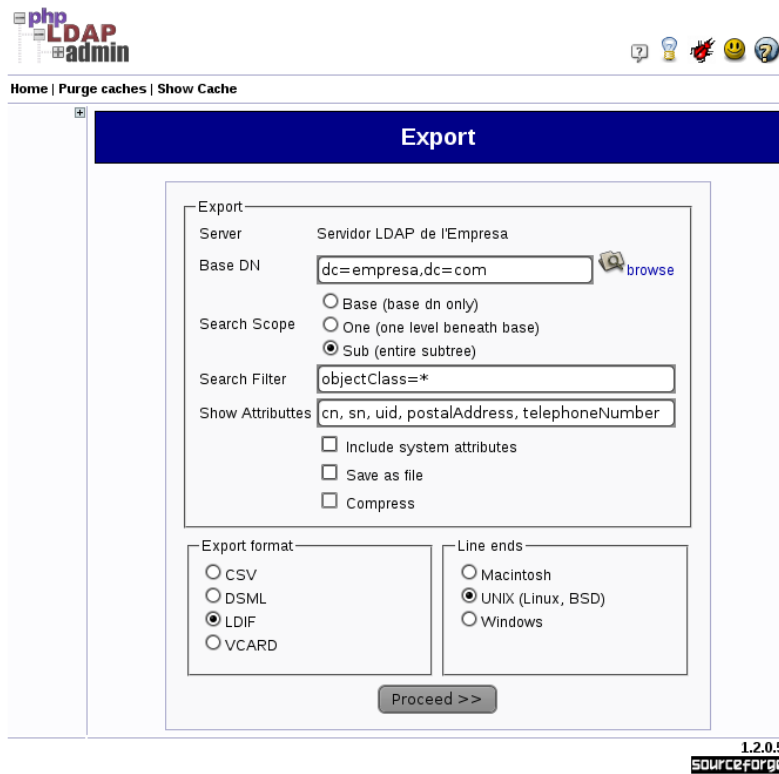 php
LDAP
admin
Home | Purge caches | Show Cache
Export
Export
Server Servidor LDAP de l'Empresa
Base DN dc=empresa,dc=com browse
Base (base dn only)
Search Scope One (one level beneath base)
Sub (entire subtree)
Search Filter objectClass=*
Show Attributtes cn, sn, uid, postalAddress, telephoneNumber
Include system attributes
Save as file
Compress
Export format
CSV
DSML
LDIF
VCARD
Line ends
Macintosh
UNIX (Linux, BSD)
Windows
Proceed >>
1.2.0.5
sourceforge